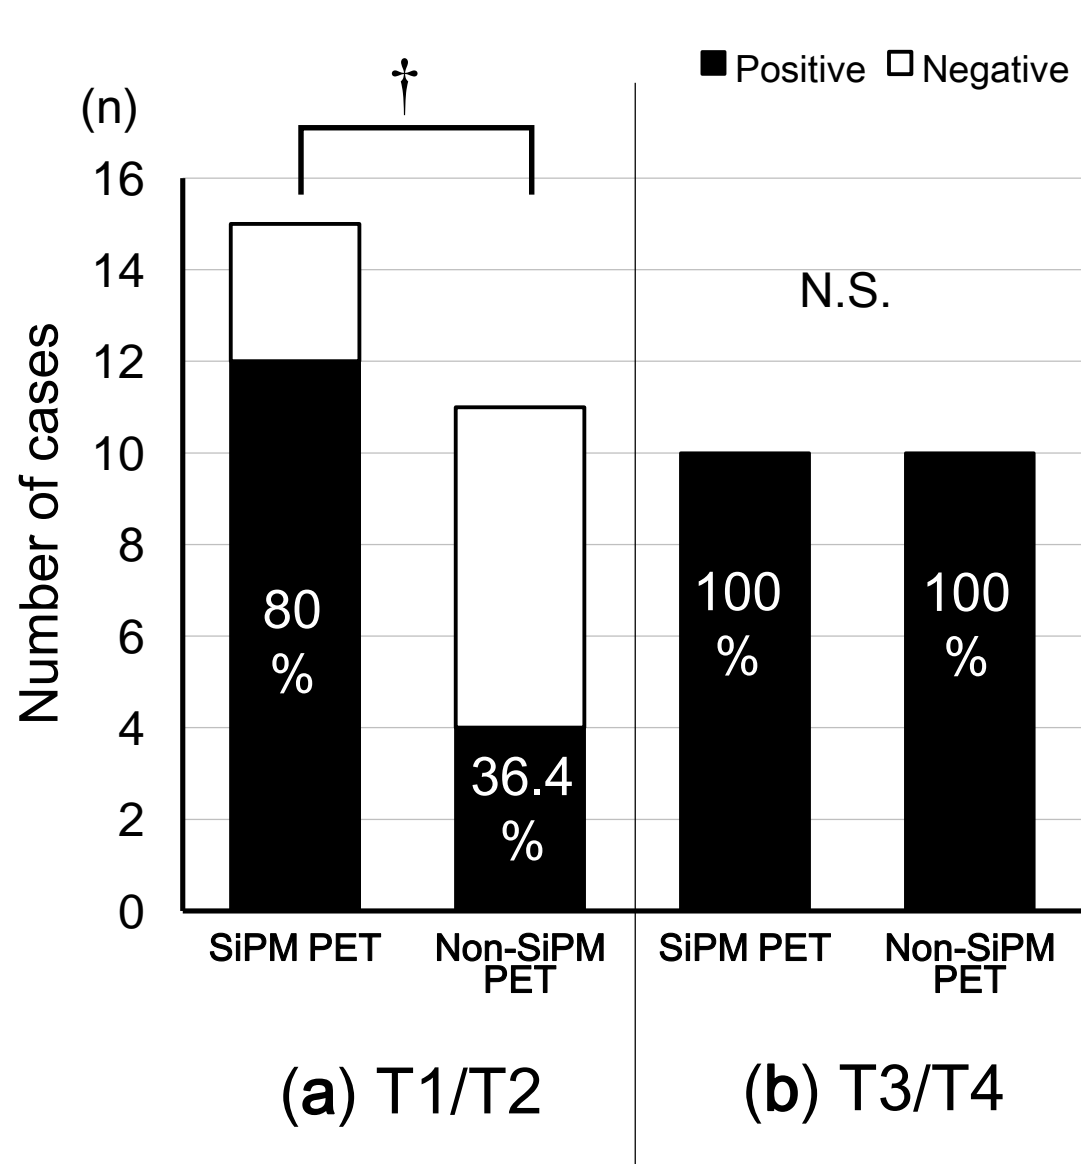 Positive Negative
(n)
†
16
14
12
10
8
6
4
2
0
Number of cases
N.S.
80
%
36.4
%
100
%
100
%
SiPM PET
Non-SiPM
PET
SiPM PET
Non-SiPM
PET
(a) T1/T2
(b) T3/T4